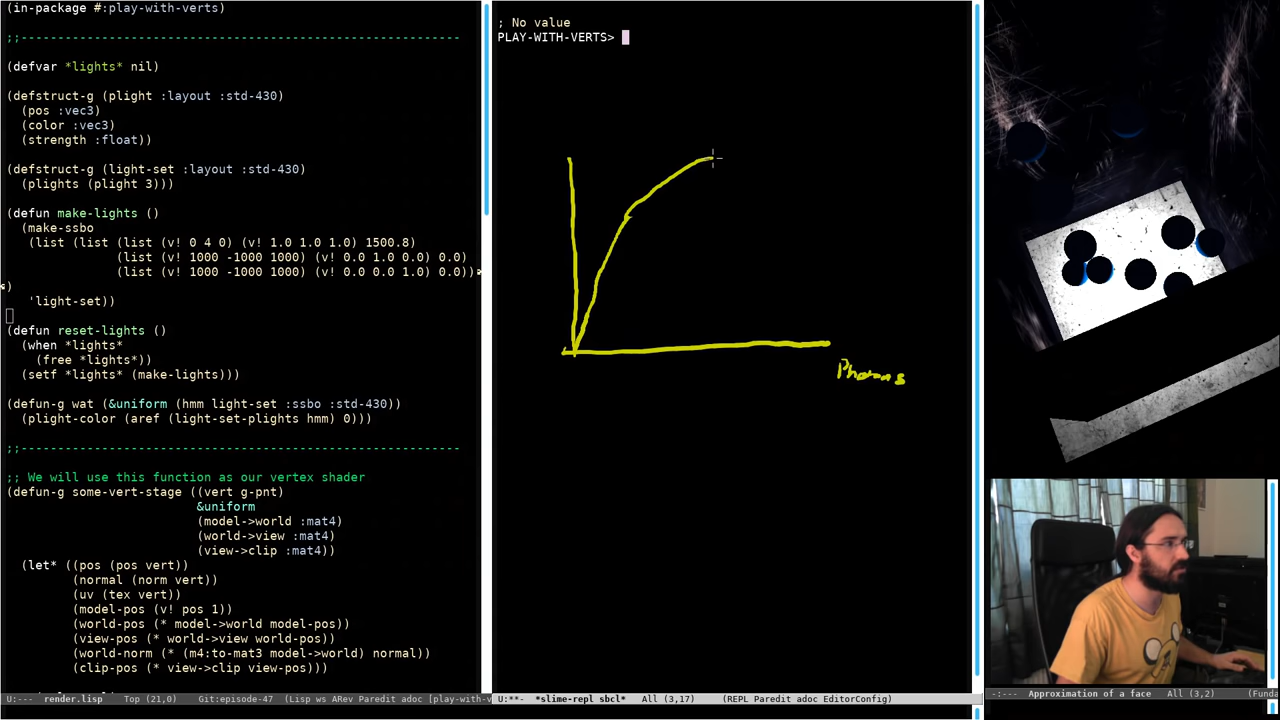 (in-package #:play-with-verts)
;;----------------------------------------------------------
(defvar *lights* nil)
(defstruct-g (plight :layout :std-430)
(pos :vec3)
(color :vec3)
(strength :float))
(defstruct-g (light-set :layout :std-430)
(plights (plight 3)))
(defun make-lights ()
(make-ssbo
(list (list (list (v! 0 4 0) (v! 1.0 1.0 1.0) 1500.8)
(list (v! 1000 -1000 1000) (v! 0.0 1.0 0.0) 0.0)
(list (v! 1000 -1000 1000) (v! 0.0 0.0 1.0) 0.0))
)
'light-set))
(defun reset-lights ()
(when *lights*
(free *lights*))
(setf *lights* (make-lights)))
(defun-g wat (&uniform (hmm light-set :ssbo :std-430))
(plight-color (aref (light-set-plights hmm) 0)))
;;----------------------------------------------------------
;; We will use this function as our vertex shader
(defun-g some-vert-stage ((vert g-pnt)
&uniform
(model->world :mat4)
(world->view :mat4)
(view->clip :mat4))
(let* ((pos (pos vert))
(normal (norm vert))
(uv (tex vert))
(model-pos (v! pos 1))
(world-pos (* model->world model-pos))
(view-pos (* world->view world-pos))
(world-norm (* (m4:to-mat3 model->world) normal))
(clip-pos (* view->clip view-pos)))
U:--- render.lisp Top (21,0) Git:episode-47 (Lisp ws ARev Paredit adoc [play-with-v
; No value
PLAY-WITH-VERTS>
Photons
U:**- *slime-repl sbcl* All (3,17) (REPL Paredit adoc EditorConfig)
-:--- Approximation of a face All (3,2) (Funda